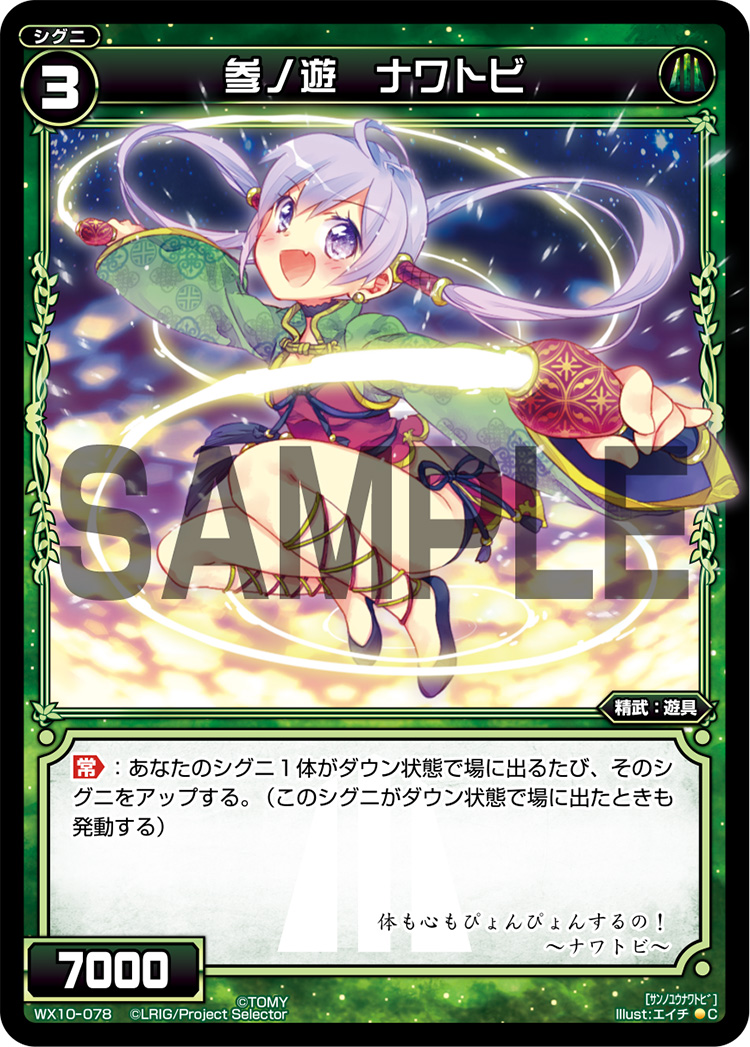 シグニ
3
参ノ遊 ナワトビ
SAMPLE
精武：遊具
常：あなたのシグニ１体がダウン状態で場に出るたび、そのシ
グニをアップする。（このシグニがダウン状態で場に出たときも
発動する）
体も心もぴょんぴょんするの！
～ナワトビ～
7000
©TOMY
[ｻﾝﾉﾕｳﾅﾜﾄﾋﾞ]
WX10-078 ©LRIG/Project Selector
Illust:エイチ C